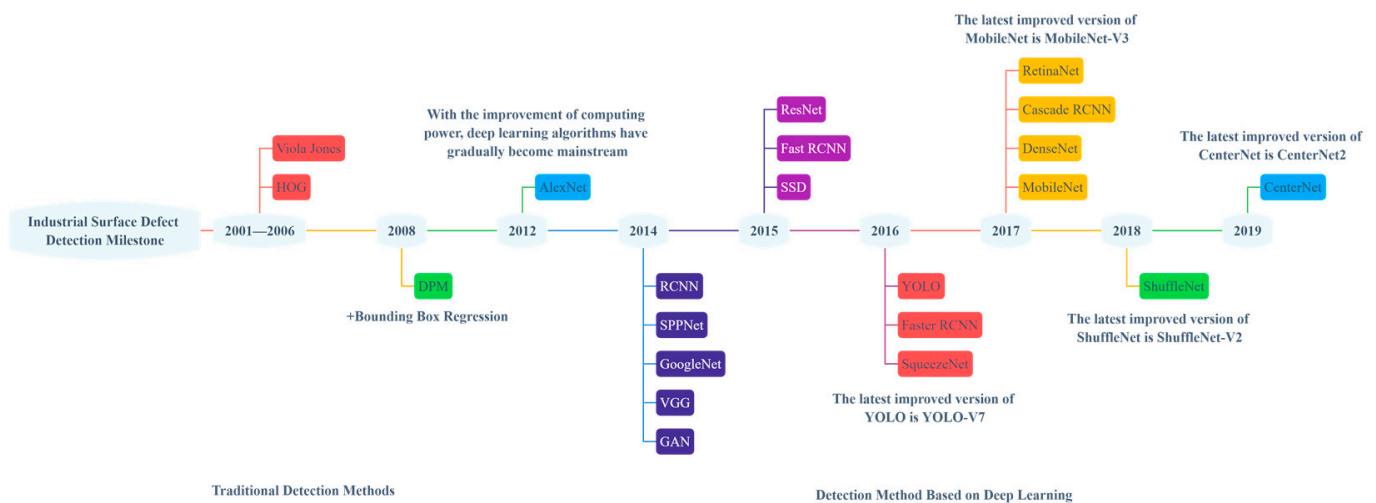 Industrial Surface Defect
Detection Milestone
Viola Jones
HOG
2001—2006
2008
DPM
+Bounding Box Regression
With the improvement of computing
power, deep learning algorithms have
gradually become mainstream
AlexNet
2012
2014
RCNN
SPPNet
GoogleNet
VGG
GAN
ResNet
Fast RCNN
SSD
2015
2016
YOLO
Faster RCNN
SqueezeNet
The latest improved version of
YOLO is YOLO-V7
The latest improved version of
MobileNet is MobileNet-V3
RetinaNet
Cascade RCNN
DenseNet
MobileNet
2017
2018
ShuffleNet
The latest improved version of
ShuffleNet is ShuffleNet-V2
The latest improved version of
CenterNet is CenterNet2
CenterNet
2019
Traditional Detection Methods
Detection Method Based on Deep Learning